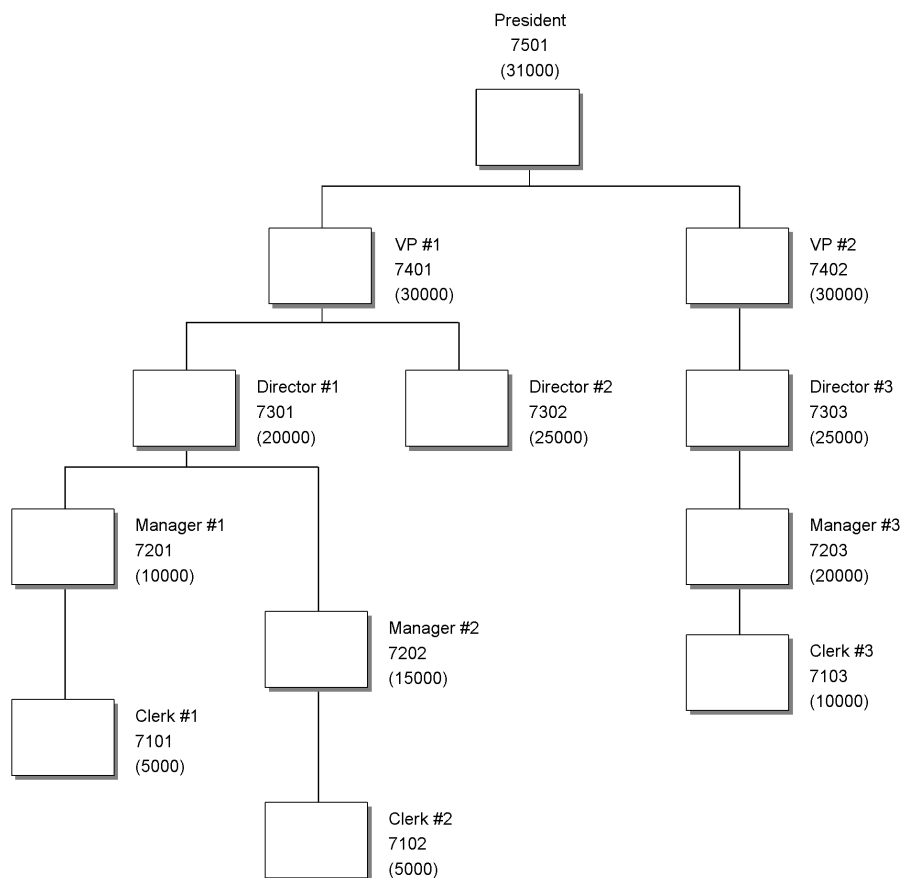 President
7501
(31000)
VP #1
7401
(30000)
VP #2
7402
(30000)
Director #1
7301
(20000)
Director #2
7302
(25000)
Director #3
7303
(25000)
Manager #1
7201
(10000)
Manager #3
7203
(20000)
Manager #2
7202
(15000)
Clerk #3
7103
(10000)
Clerk #1
7101
(5000)
Clerk #2
7102
(5000)